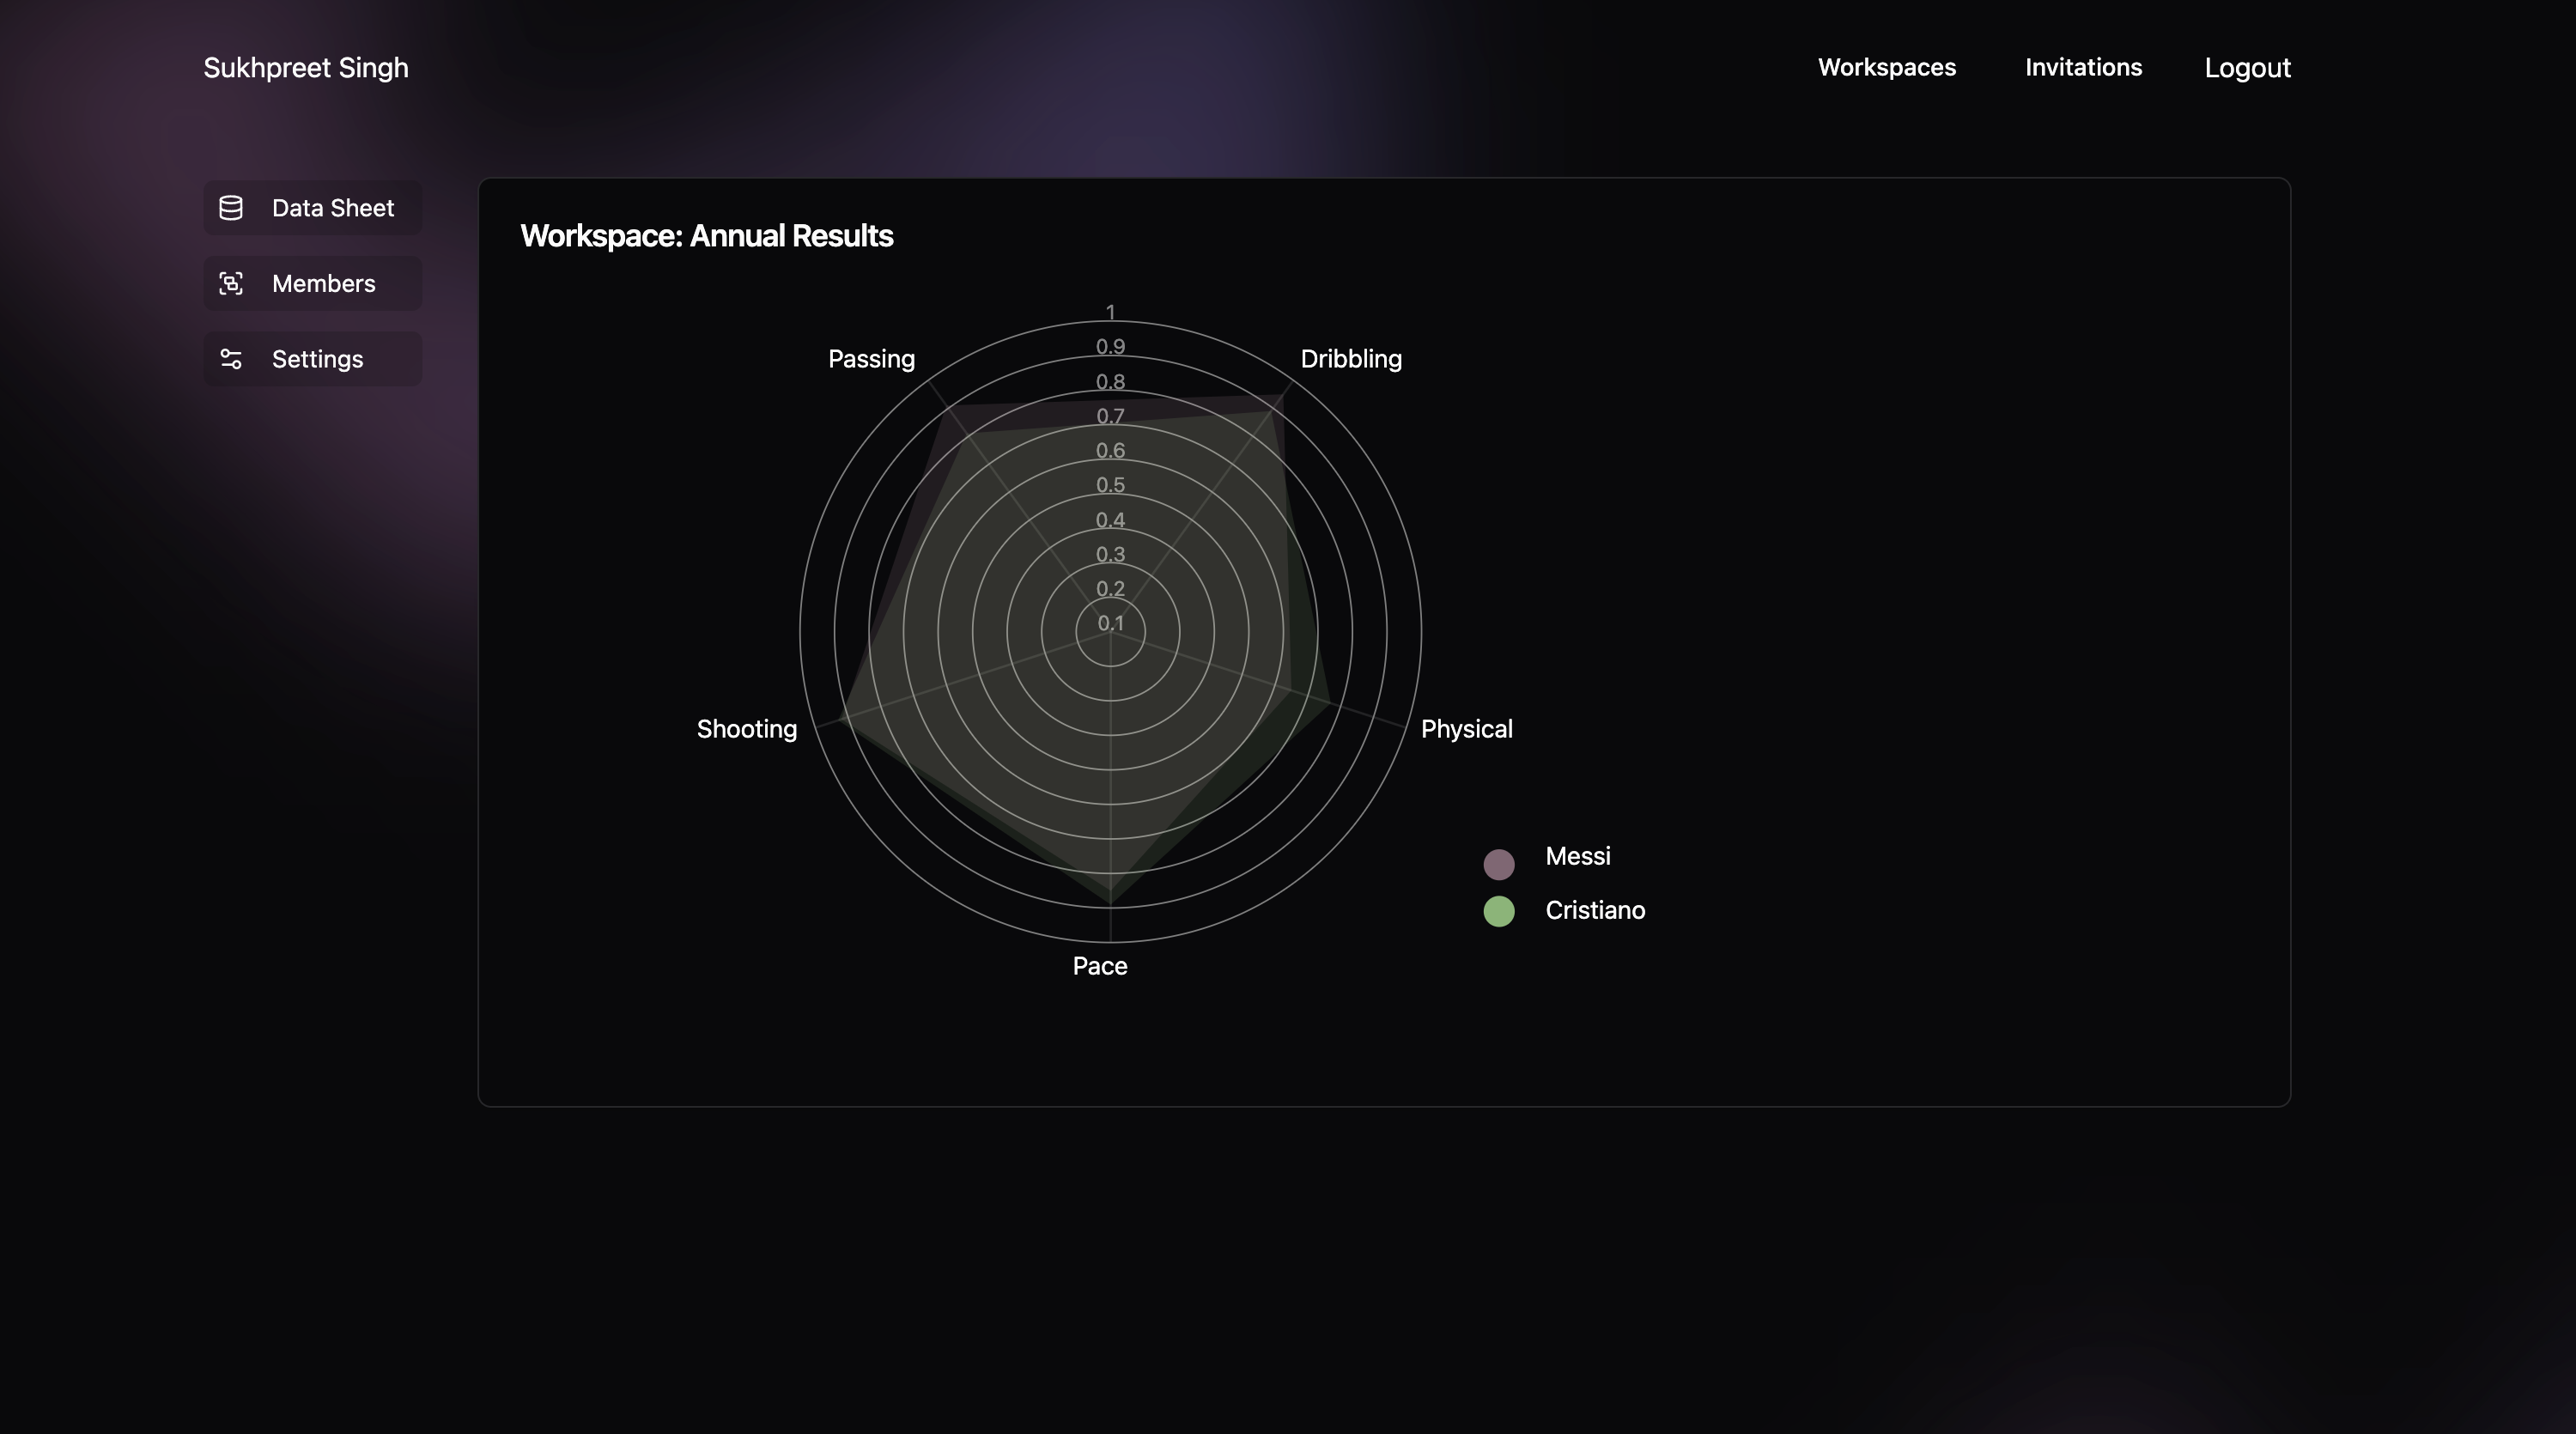 Sukhpreet Singh
Workspaces
Invitations
Logout
Data Sheet
Members
Settings
Workspace: Annual Results
1
0.9
0.8
0.7
0.6
0.5
0.4
0.3
0.2
0.1
Passing
Dribbling
Shooting
Physical
Pace
Messi
Cristiano